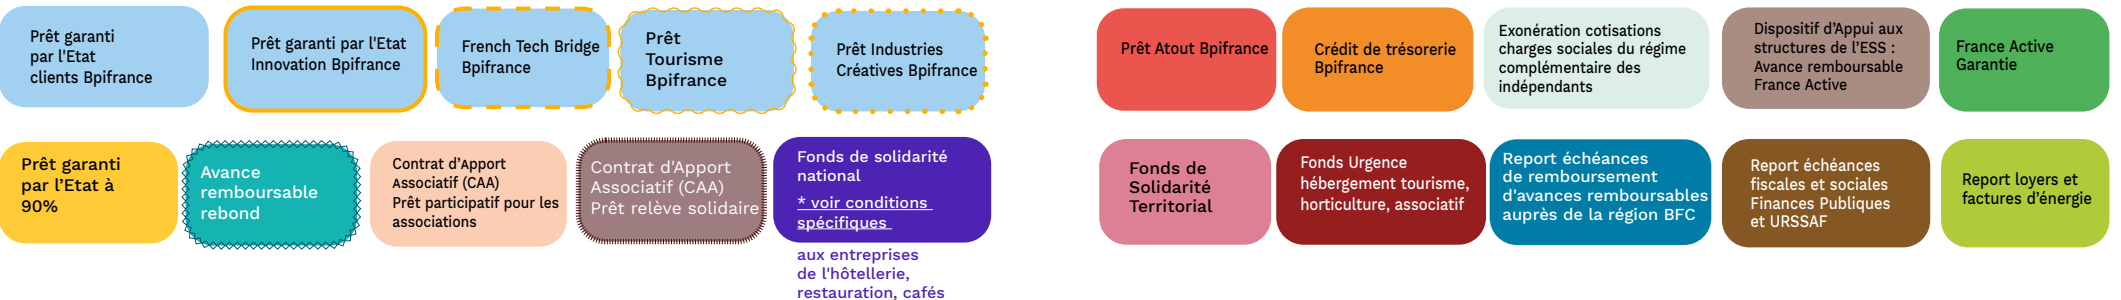 Prêt garanti
par l'Etat
clients Bpifrance
Prêt garanti par l'Etat
Innovation Bpifrance
French Tech Bridge
Bpifrance
Prêt
Tourisme
Bpifrance
Prêt Industries
Créatives Bpifrance
Prêt Atout Bpifrance
Crédit de trésorerie
Bpifrance
Exonération cotisations
charges sociales du régime
complémentaire des
indépendants
Dispositif d'Appui aux
structures de l'ESS :
Avance remboursable
France Active
France Active
Garantie
Prêt garanti
par l'Etat à
90%
Avance
remboursable
rebond
Contrat d'Apport
Associatif (CAA)
Prêt participatif pour les
associations
Contrat d'Apport
Associatif (CAA)
Prêt relève solidaire
Fonds de solidarité
national
* voir conditions
spécifiques
aux entreprises
de l'hôtellerie,
restauration, cafés
Fonds de
Solidarité
Territorial
Fonds Urgence
hébergement tourisme,
horticulture, associatif
Report échéances
de remboursement
d'avances remboursables
auprès de la région BFC
Report échéances
fiscales et sociales
Finances Publiques
et URSSAF
Report loyers et
factures d'énergie